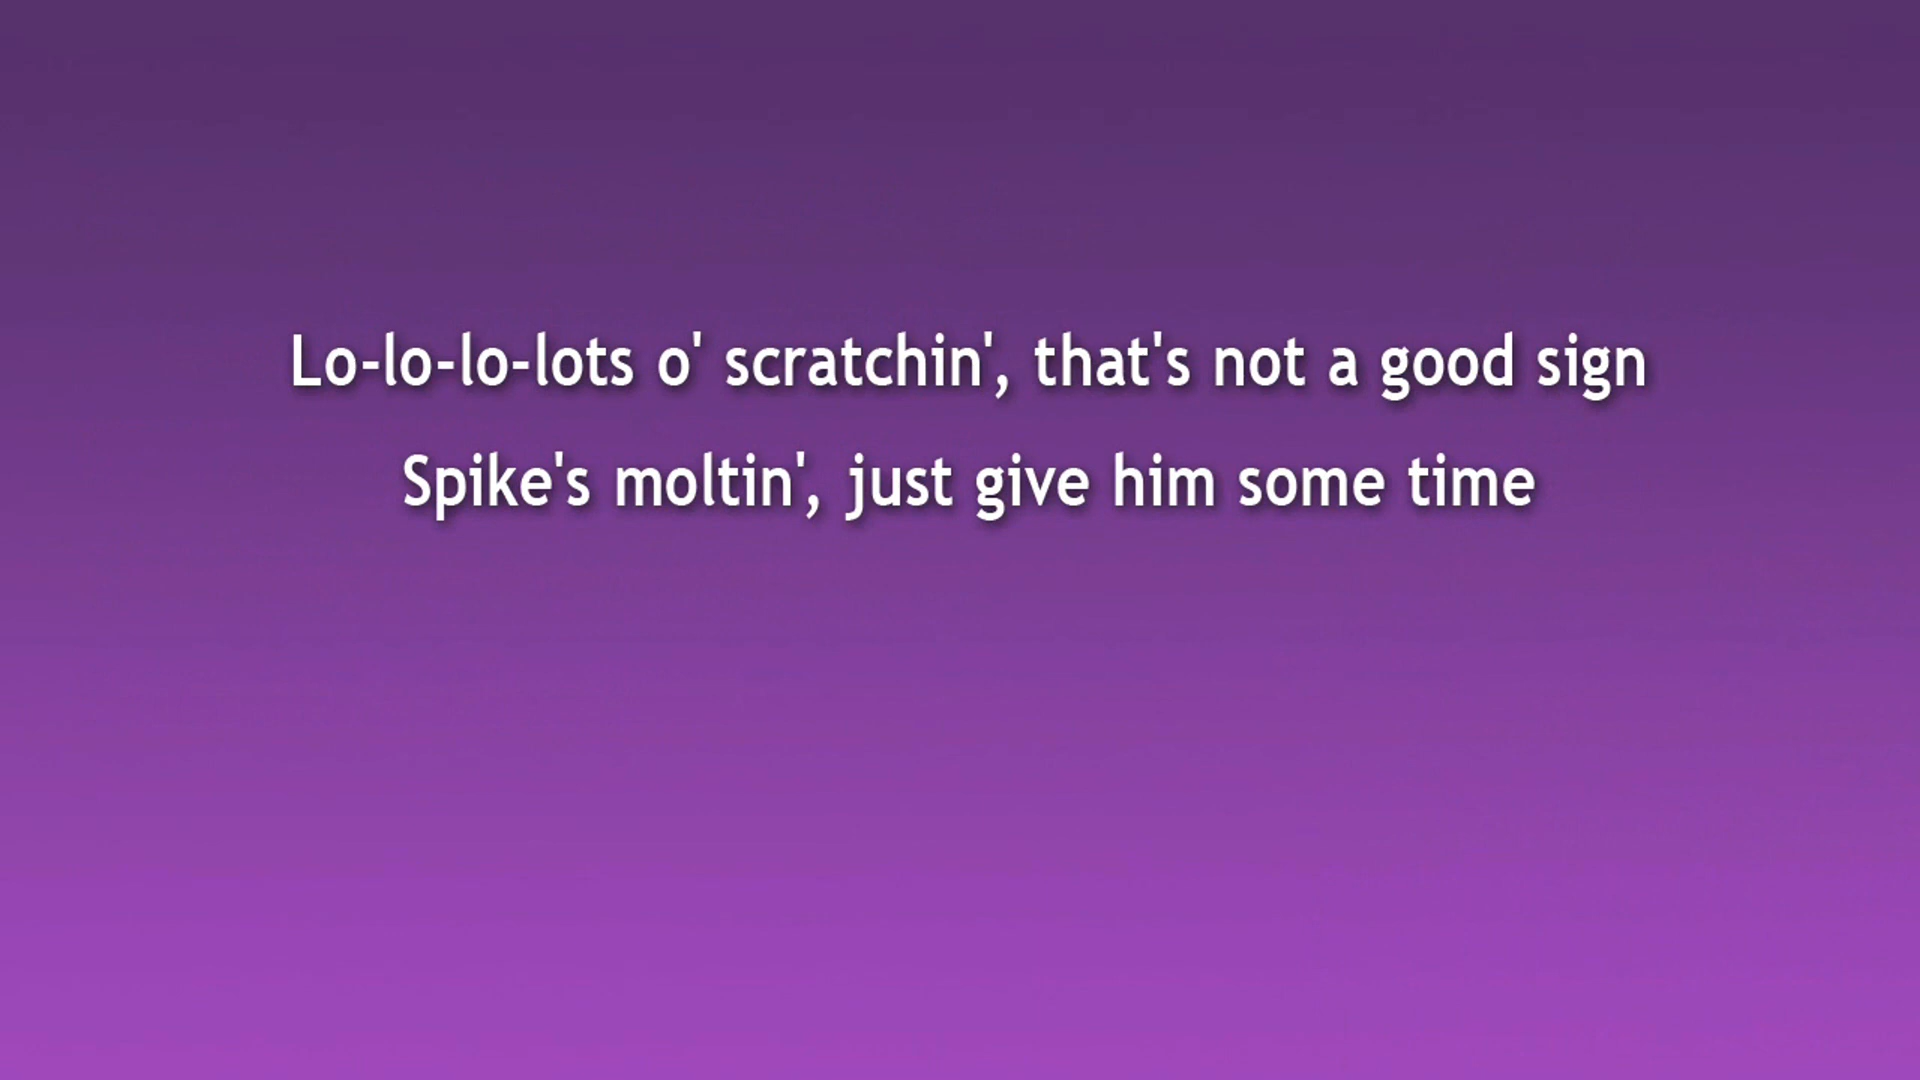 Lo-lo-lo-lots o' scratchin', that's not a good sign
Spike's moltin', just give him some time